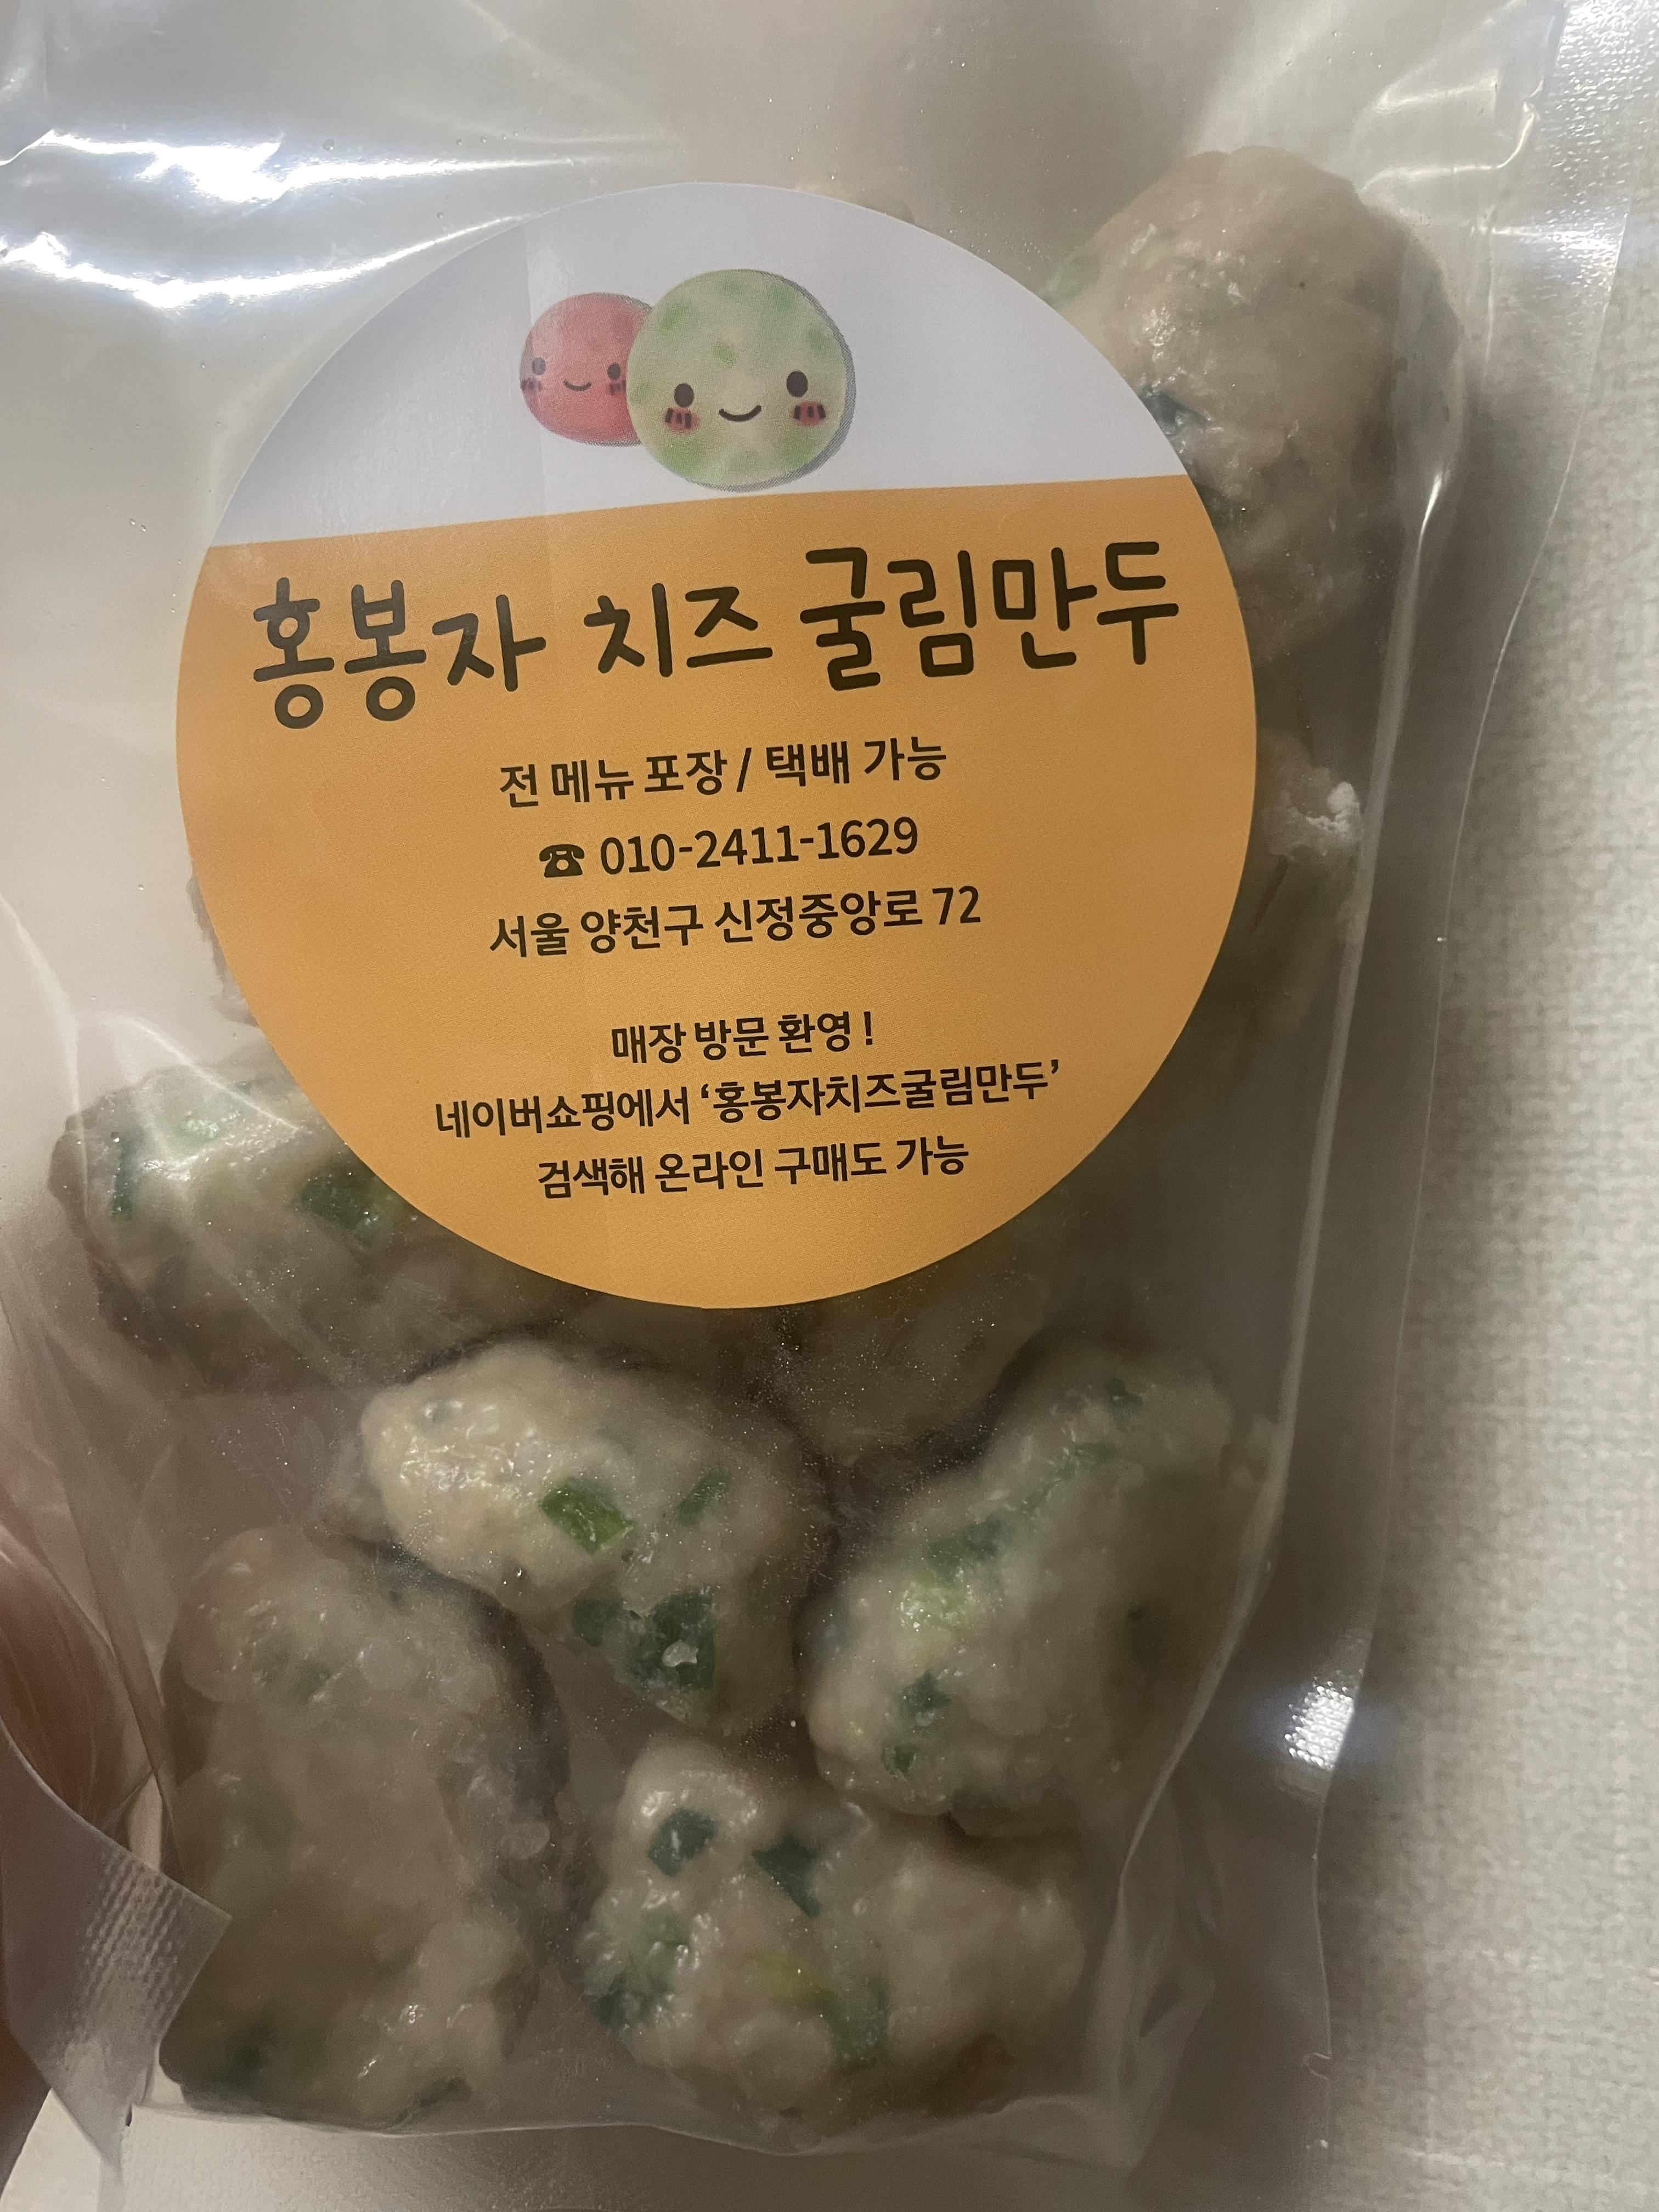 홍봉자 치즈 굴림만두
전 메뉴 포장 / 택배 가능
☎ 010-2411-1629
서울 양천구 신정중앙로 72
매장 방문 환영 !
네이버쇼핑에서 ‘홍봉자치즈굴림만두’
검색해 온라인 구매도 가능